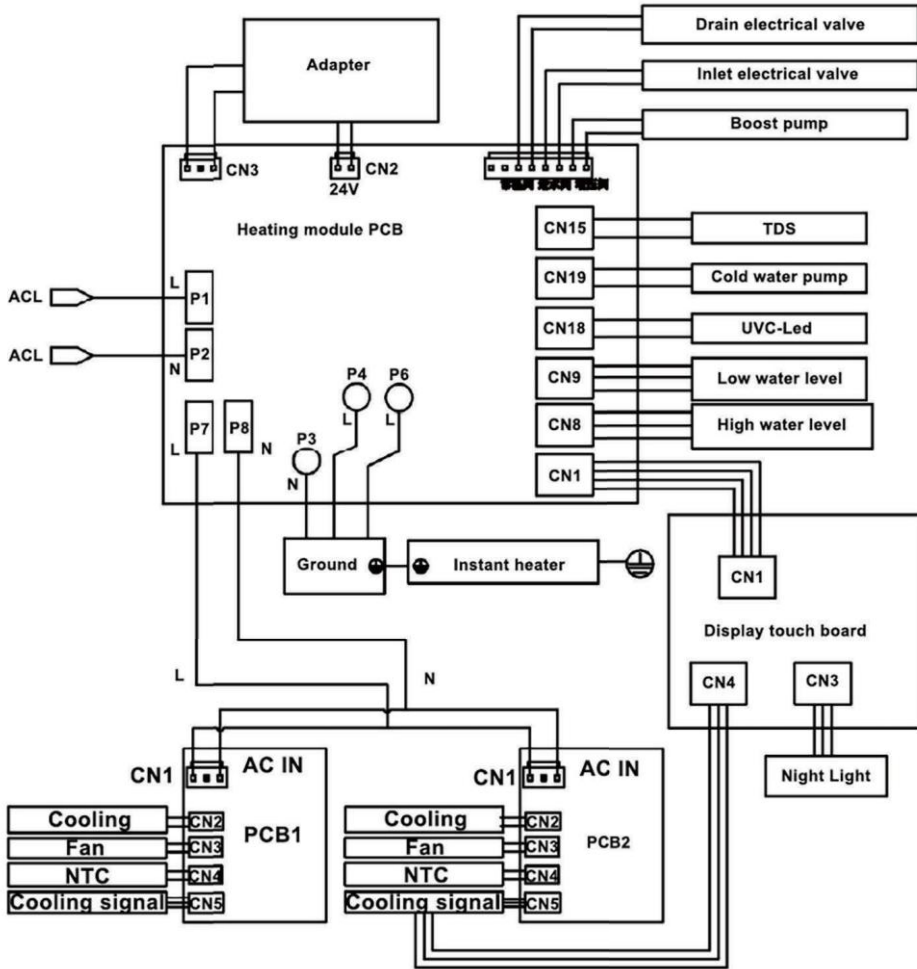 Drain electrical valve
Adapter
Inlet electrical valve
Boost pump
CN3
CN2
24V
Heating module PCB
CN15
TDS
CN19
Cold water pump
ACL
L
P1
CN18
UVC-Led
ACL
N
P2
P4
P6
CN9
Low water level
L
L
P7
P8
CN8
High water level
L
N
P3
N
CN1
Ground
Instant heater
CN1
Display touch board
L
N
CN4
CN3
CN1
AC IN
CN1
AC IN
Night Light
Cooling
CN2
PCB1
Cooling
CN2
PCB2
Fan
CN3
Fan
CN3
NTC
CN4
NTC
CN4
Cooling signal
CN5
Cooling signal
CN5